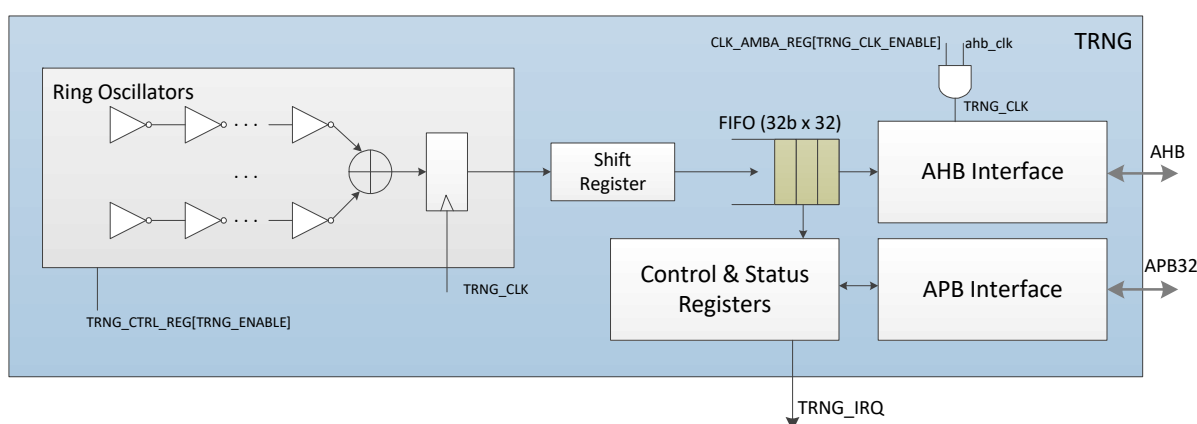 CLK_AMBA_REG[TRNG_CLK_ENABLE]
ahb_clk
TRNG
Ring Oscillators
TRNG_CLK
FIFO (32b x 32)
...
...
...
Shift
Register
AHB Interface
AHB
Control & Status
Registers
APB Interface
APB32
TRNG_CLK
TRNG_CTRL_REG[TRNG_ENABLE]
TRNG_IRQ